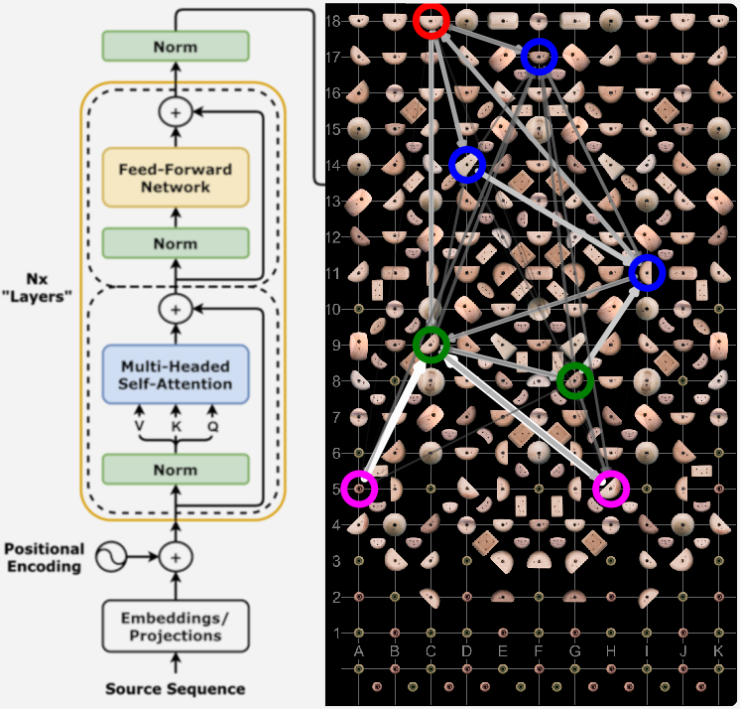 Norm
+
Feed-Forward
Network
Norm
Nx
"Layers"
+
Multi-Headed
Self-Attention
V K Q
Norm
Positional
Encoding
+
Embeddings/
Projections
Source Sequence
18
17
16
15
14
13
12
11
10
9
8
7
6
5
4
3
2
1
A B C D E F G H I J K